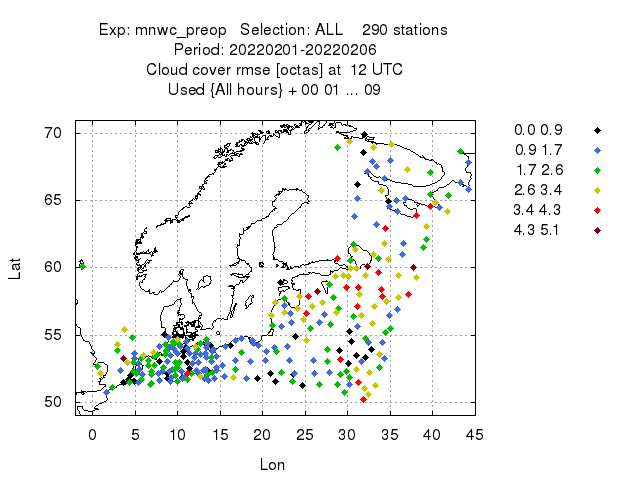 Exp: mnwc_preop Selection: ALL 290 stations
Period: 20220201-20220206
Cloud cover rmse [octas] at 12 UTC
Used {All hours} + 00 01 ... 09
70
65
60
55
50
Lat
0 5 10 15 20 25 30 35 40 45
Lon
0.0 0.9
0.9 1.7
1.7 2.6
2.6 3.4
3.4 4.3
4.3 5.1